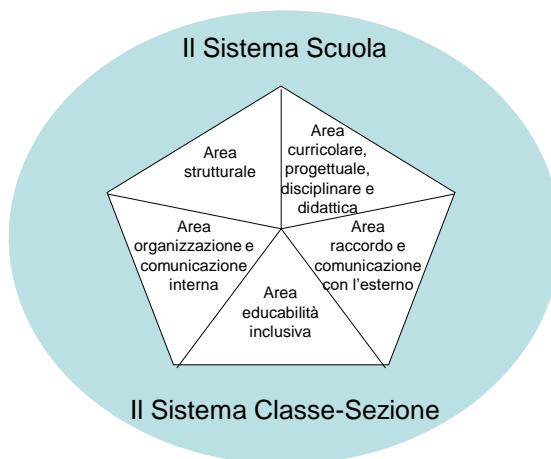 Il Sistema Scuola
Area
strutturale
Area
curricolare,
progettuale,
disciplinare e
didattica
Area
organizzazione e
comunicazione
interna
Area
raccordo e
comunicazione
con l'esterno
Area
educabilità
inclusiva
Il Sistema Classe-Sezione